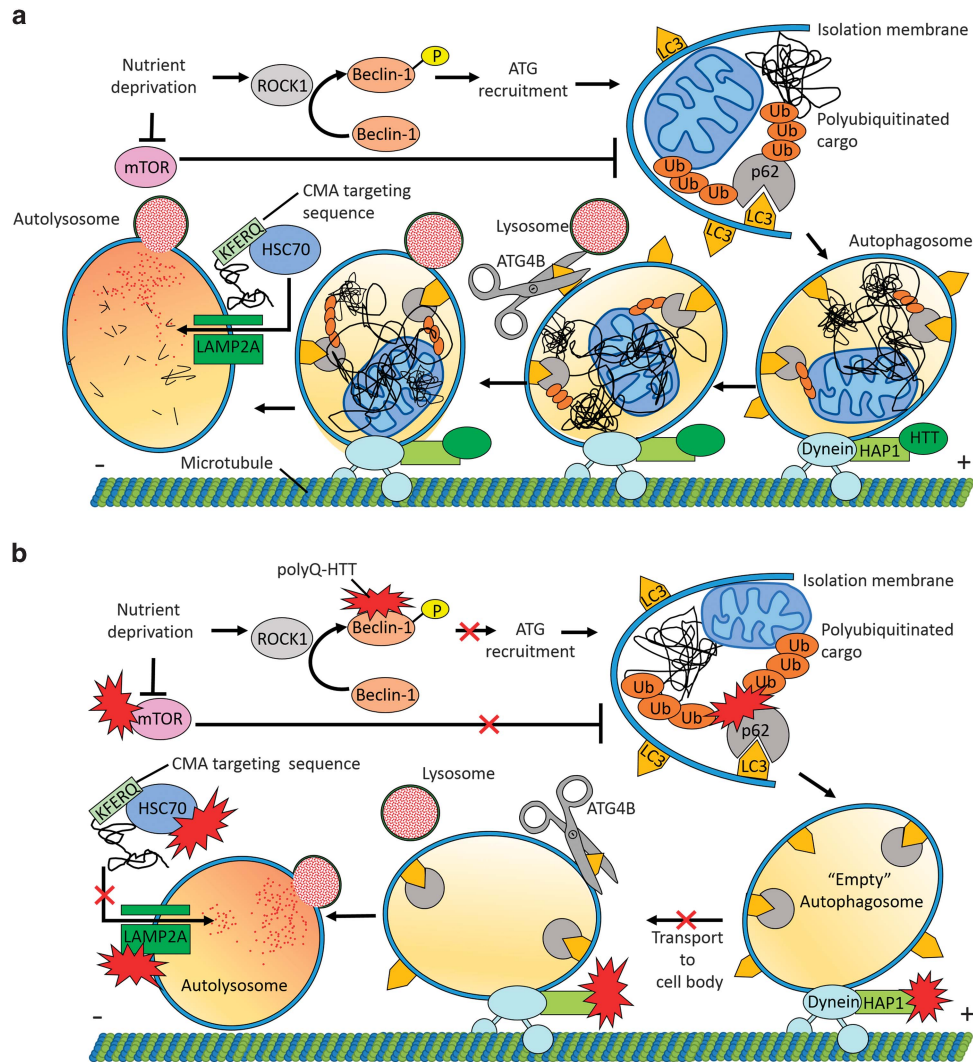 a
Nutrient
deprivation
ROCK1
Beclin-1
P
Beclin-1
ATG
recruitment
mTOR
LC3
Isolation membrane
Ub
Ub
Ub
Polyubiquitinated
cargo
p62
Ub
Ub
Ub
LC3
LC3
CMA targeting
sequence
Autolysosome
KFERQ
HSC70
LAMP2A
Lysosome
ATG4B
Autophagosome
Dynein
HAP1
HTT
-
Microtubule
+
b
polyQ-HTT
Nutrient
deprivation
ROCK1
Beclin-1
P
Beclin-1
ATG
recruitment
mTOR
LC3
Isolation membrane
Polyubiquitinated
cargo
Ub
Ub
Ub
Ub
Ub
Ub
p62
LC3
LC3
CMA targeting sequence
KFERQ
HSC70
LAMP2A
Autolysosome
Lysosome
ATG4B
"Empty"
Autophagosome
Transport
to
cell body
Dynein
HAP1
-
+